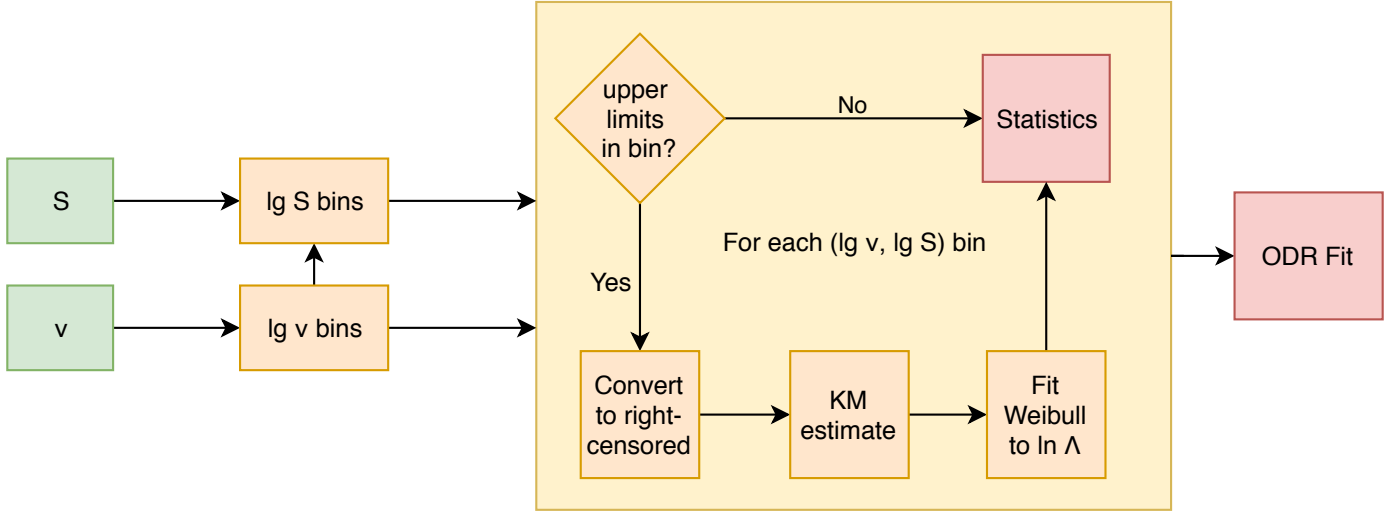 S
v
lg S bins
lg v bins
upper
limits
in bin?
No
Statistics
For each (lg v, lg S) bin
Yes
Convert
to right-
censored
KM
estimate
Fit
Weibull
to ln Λ
ODR Fit